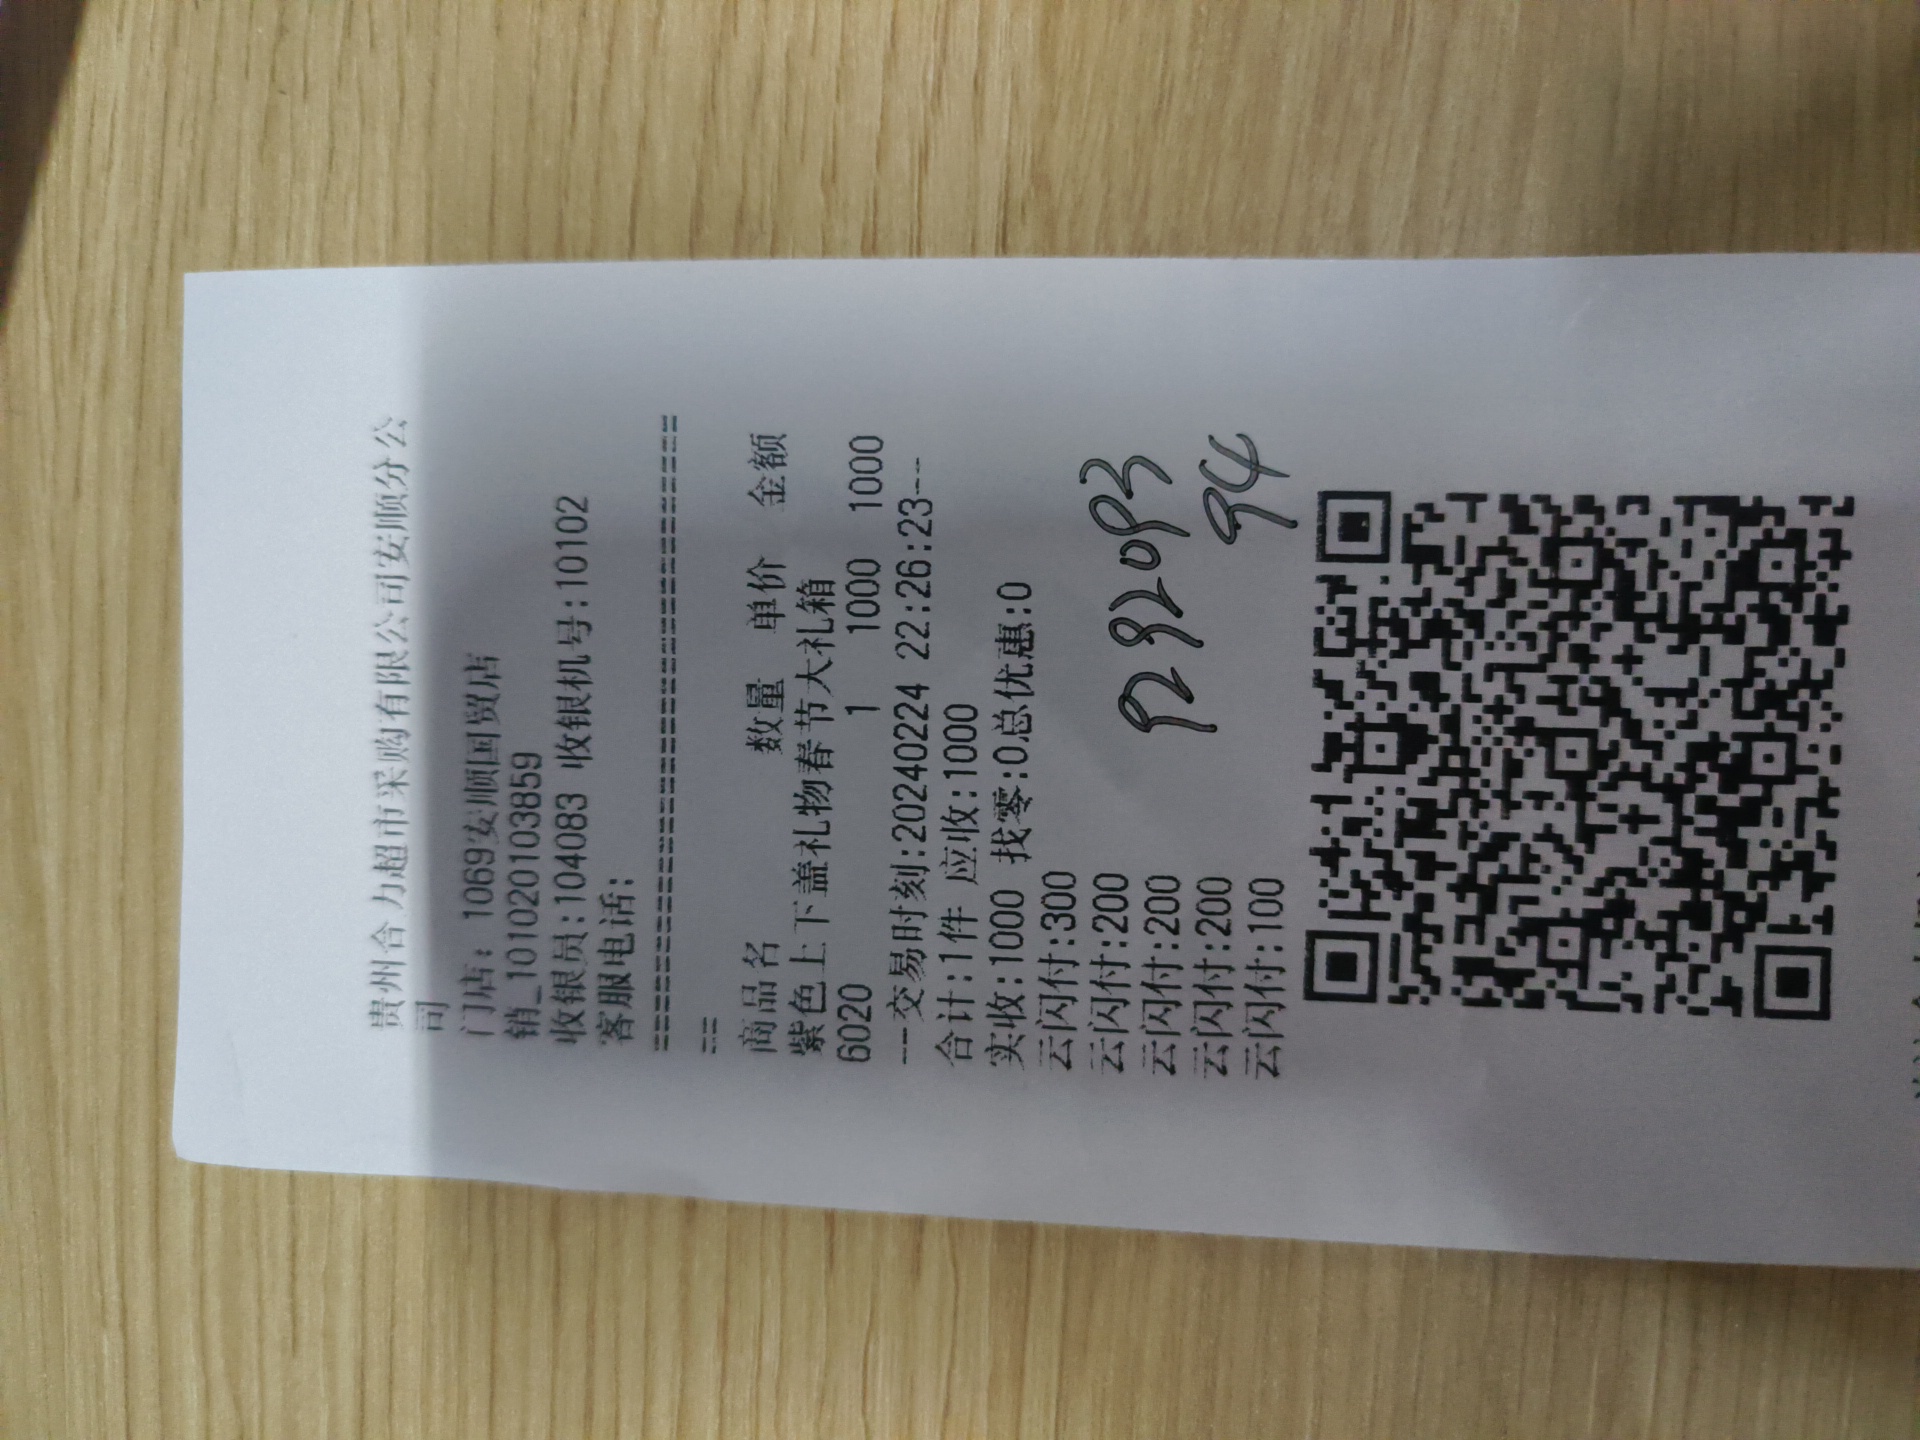 贵州合力超市采购有限公司安顺分公
司
门店: 1069安顺国贸店
销_101020103859
收银员:104083 收银机号:10102
客服电话:
========================================
==
商品名 数量 单价 金额
紫色上下盖礼物春节大礼箱
6020 1 1000 1000
--交易时刻:20240224 22:26:23---
合计:1件 应收:1000
实收:1000 找零:0总优惠:0
云闪付:300
云闪付:200
云闪付:200
云闪付:200
云闪付:100
9292093
94